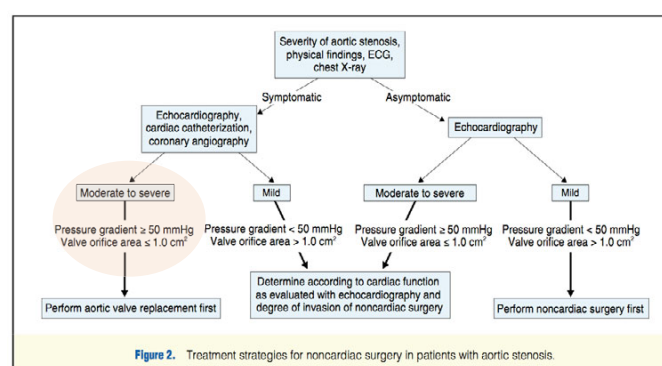 Severity of aortic stenosis,
physical findings, ECG,
chest X-ray
Symptomatic
Asymptomatic
Echocardiography,
cardiac catheterization,
coronary angiography
Echocardiography
Moderate to severe
Mild
Moderate to severe
Mild
Pressure gradient ≥ 50 mmHg
Valve orifice area ≤ 1.0 cm²
Pressure gradient < 50 mmHg
Valve orifice area > 1.0 cm²
Pressure gradient ≥ 50 mmHg
Valve orifice area ≤ 1.0 cm²
Pressure gradient < 50 mmHg
Valve orifice area > 1.0 cm²
Perform aortic valve replacement first
Determine according to cardiac function
as evaluated with echocardiography and
degree of invasion of noncardiac surgery
Perform noncardiac surgery first
Figure 2. Treatment strategies for noncardiac surgery in patients with aortic stenosis.